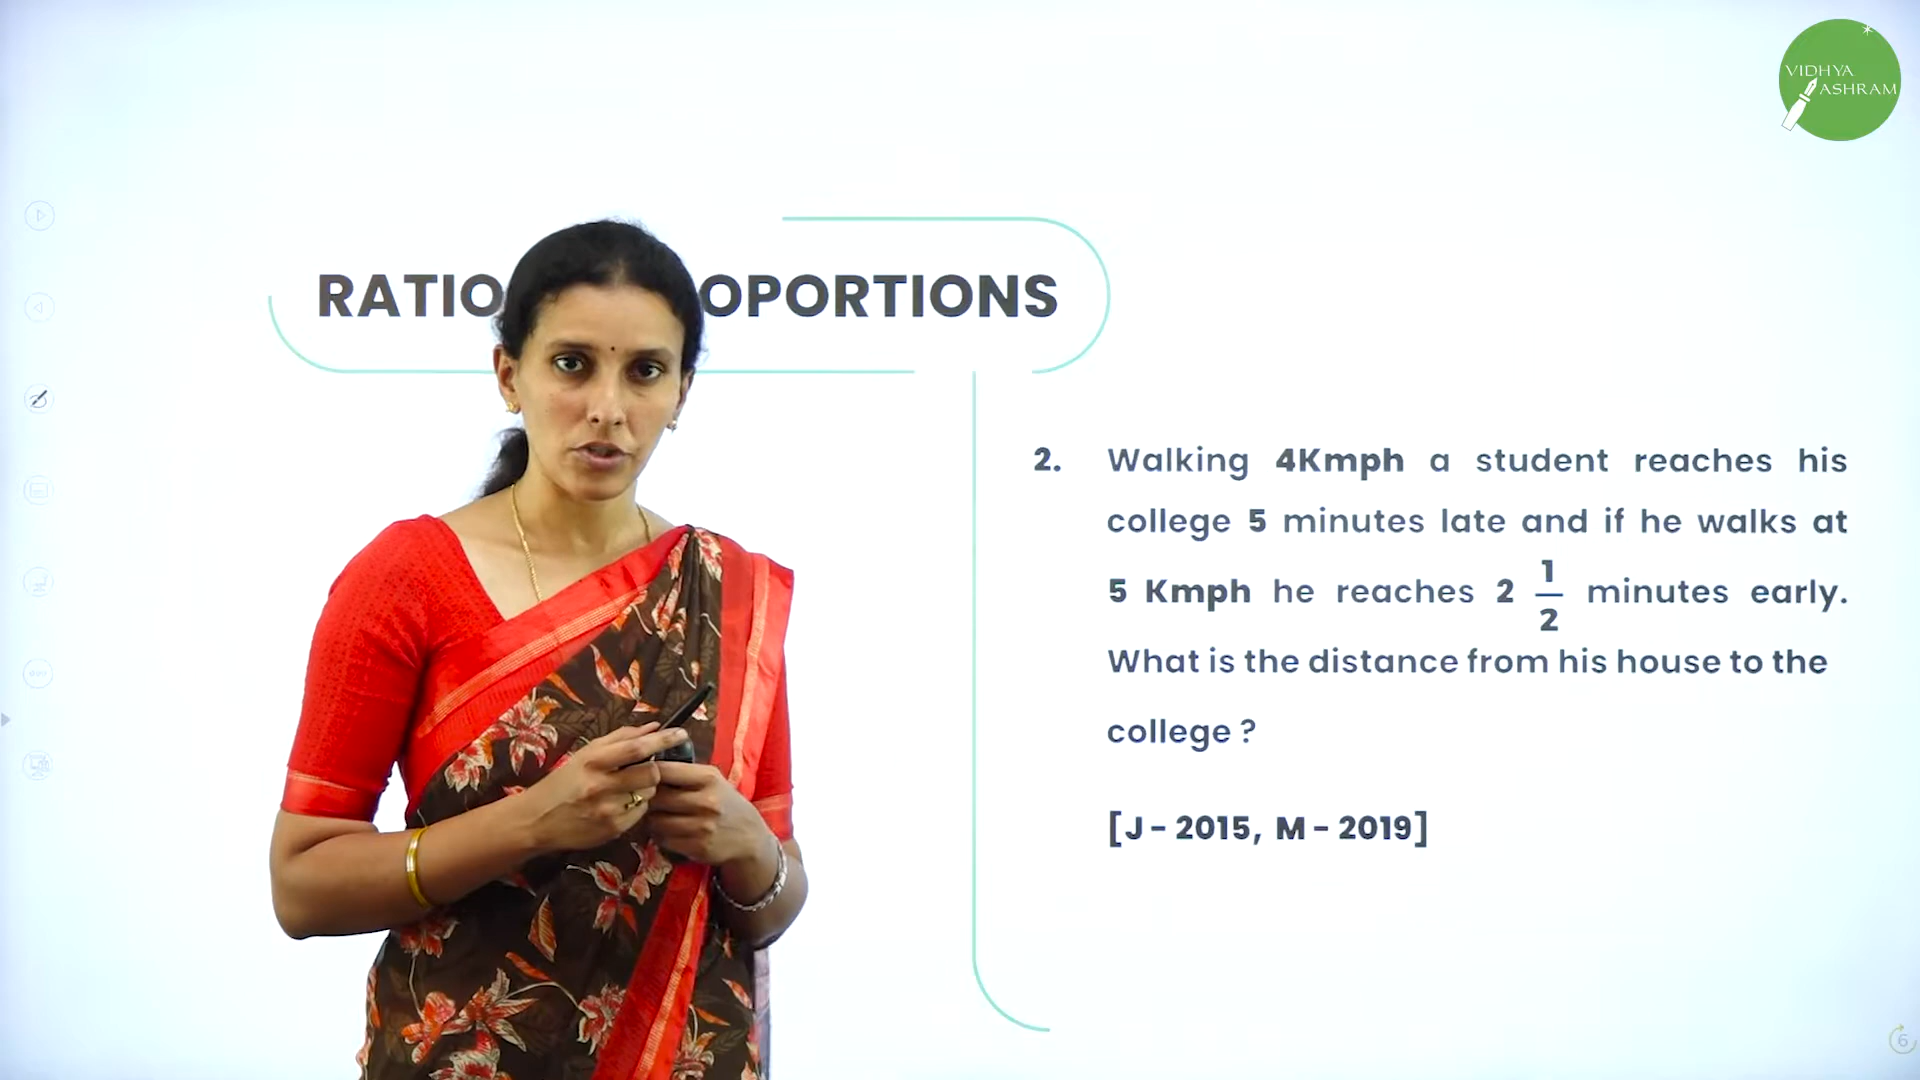 VIDHYA
ASHRAM
RATIO OPORTIONS
2. Walking 4Kmph a student reaches his
college 5 minutes late and if he walks at
5 Kmph he reaches 2 1/2 minutes early.
What is the distance from his house to the
college ?
[J - 2015, M - 2019]
6